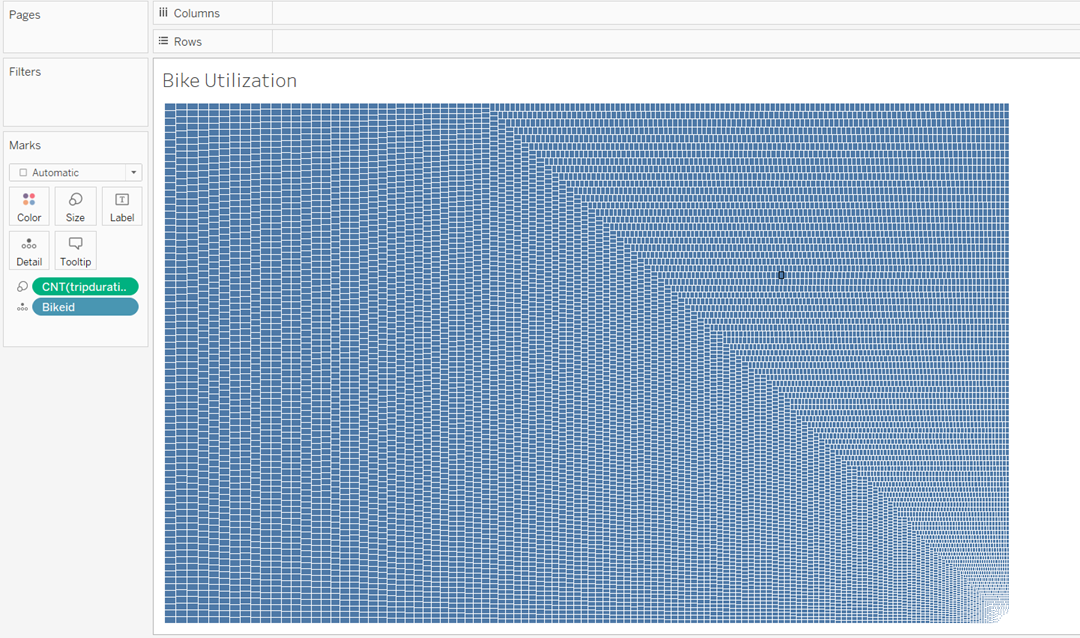 Pages
Columns
Rows
Filters
Bike Utilization
Marks
Automatic
Color Size Label
Detail Tooltip
CNT(tripdurati..
Bikeid